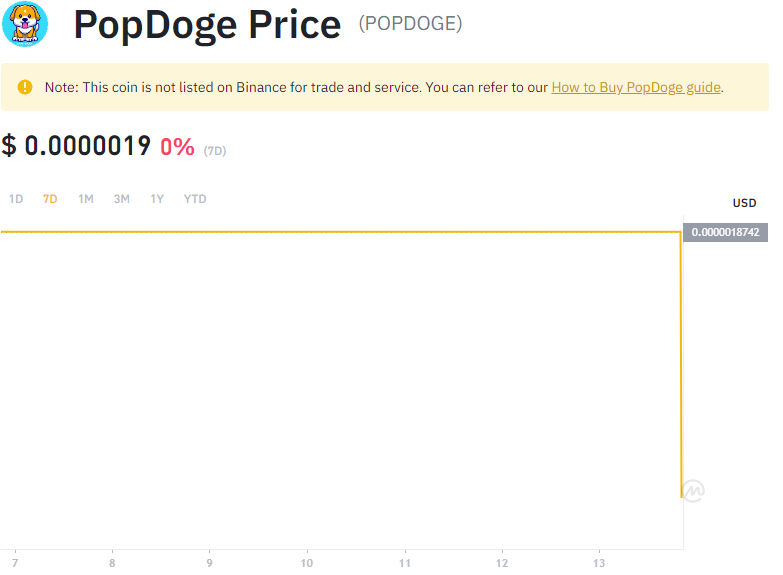 PopDoge Price (POPDOGE)
Note: This coin is not listed on Binance for trade and service. You can refer to our How to Buy PopDoge guide.
$ 0.0000019 0% (7D)
1D 7D 1M 3M 1Y YTD
USD
0.0000018742
7 8 9 10 11 12 13